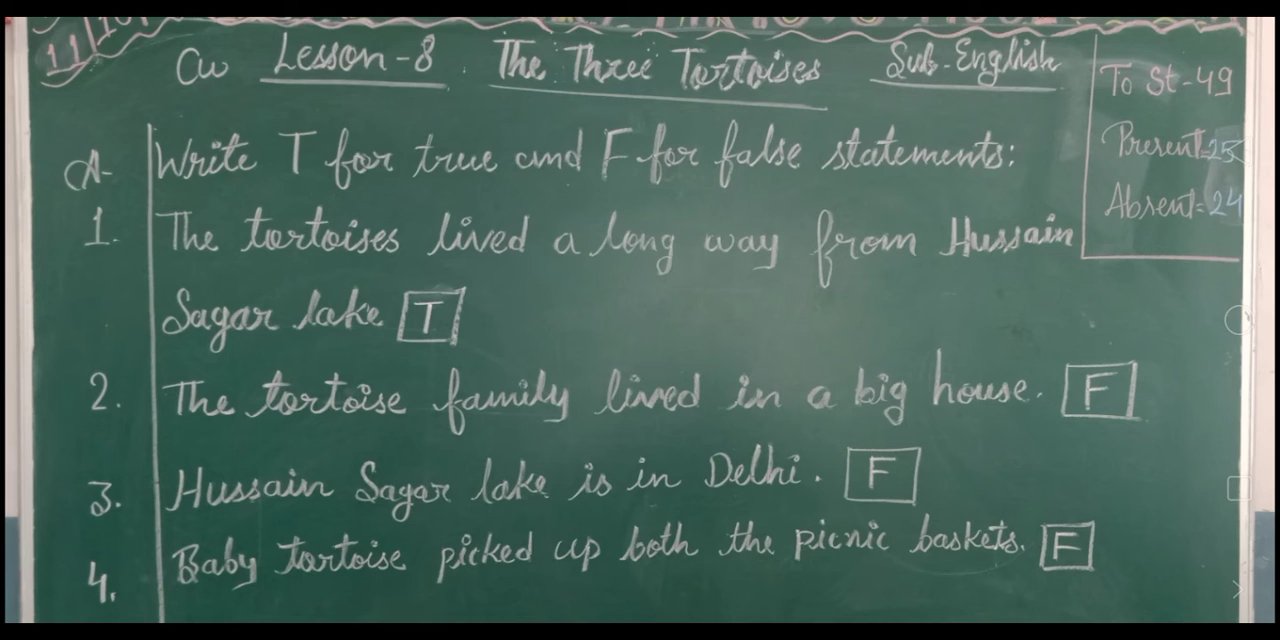 11
Cw Lesson-8 The Three Tortoises Sub-English
To St-49
Present=25
Absent=24
A- Write T for true and F for false statements:
1. The tortoises lived a long way from Hussain
Sagar lake T
2. The tortoise family lived in a big house. F
3. Hussain Sagar lake is in Delhi. F
4. Baby tortoise picked up both the picnic baskets. F